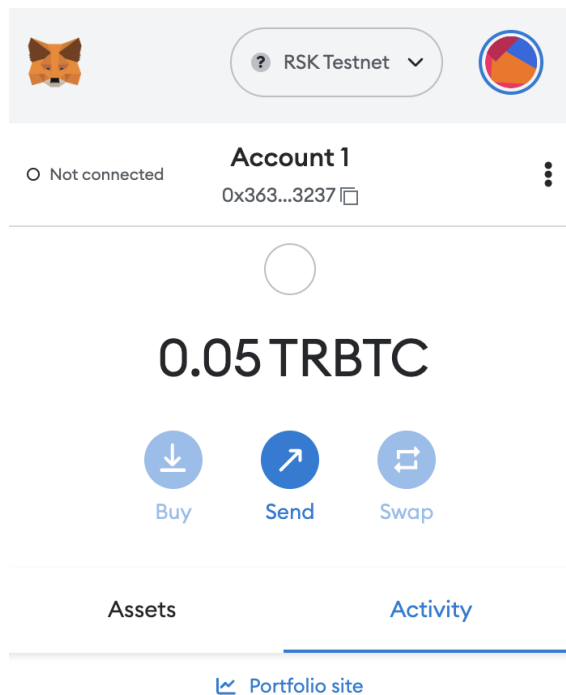 ? RSK Testnet
Account 1
Not connected
0x363...3237
0.05 TRBTC
Buy Send Swap
Assets Activity
Portfolio site